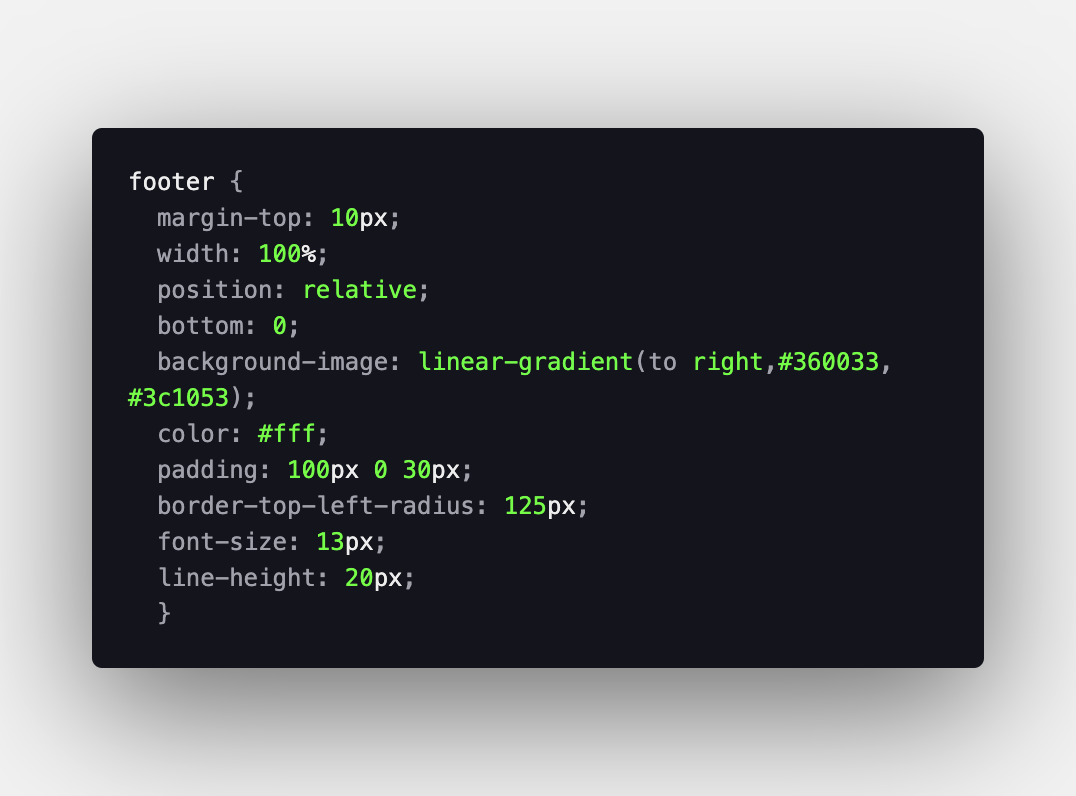 footer {
  margin-top: 10px;
  width: 100%;
  position: relative;
  bottom: 0;
  background-image: linear-gradient(to right,#360033,
#3c1053);
  color: #fff;
  padding: 100px 0 30px;
  border-top-left-radius: 125px;
  font-size: 13px;
  line-height: 20px;
  }